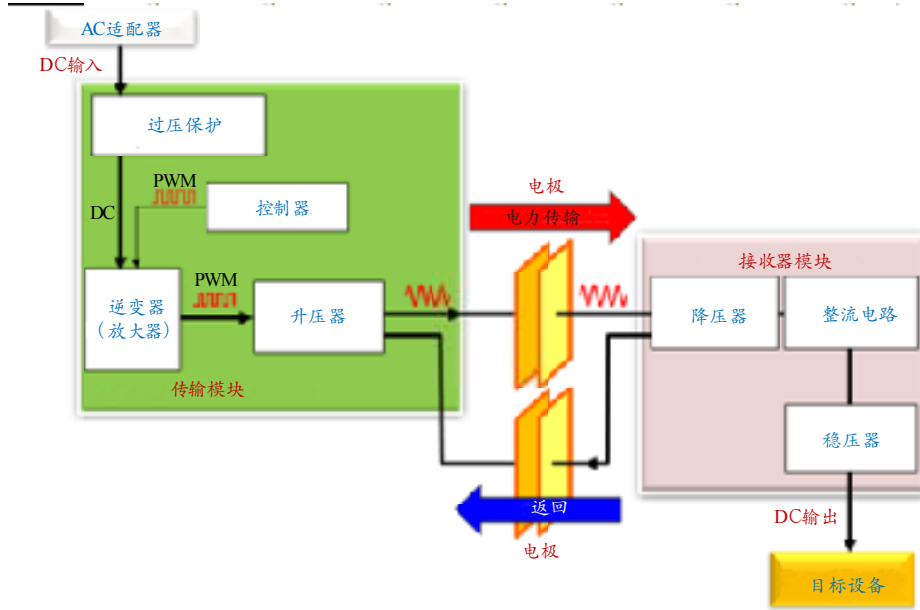 AC适配器
DC输入
过压保护
PWM
控制器
DC
电极
电力传输
接收器模块
逆变器
(放大器)
PWM
升压器
降压器
整流电路
传输模块
稳压器
返回
DC输出
电极
目标设备